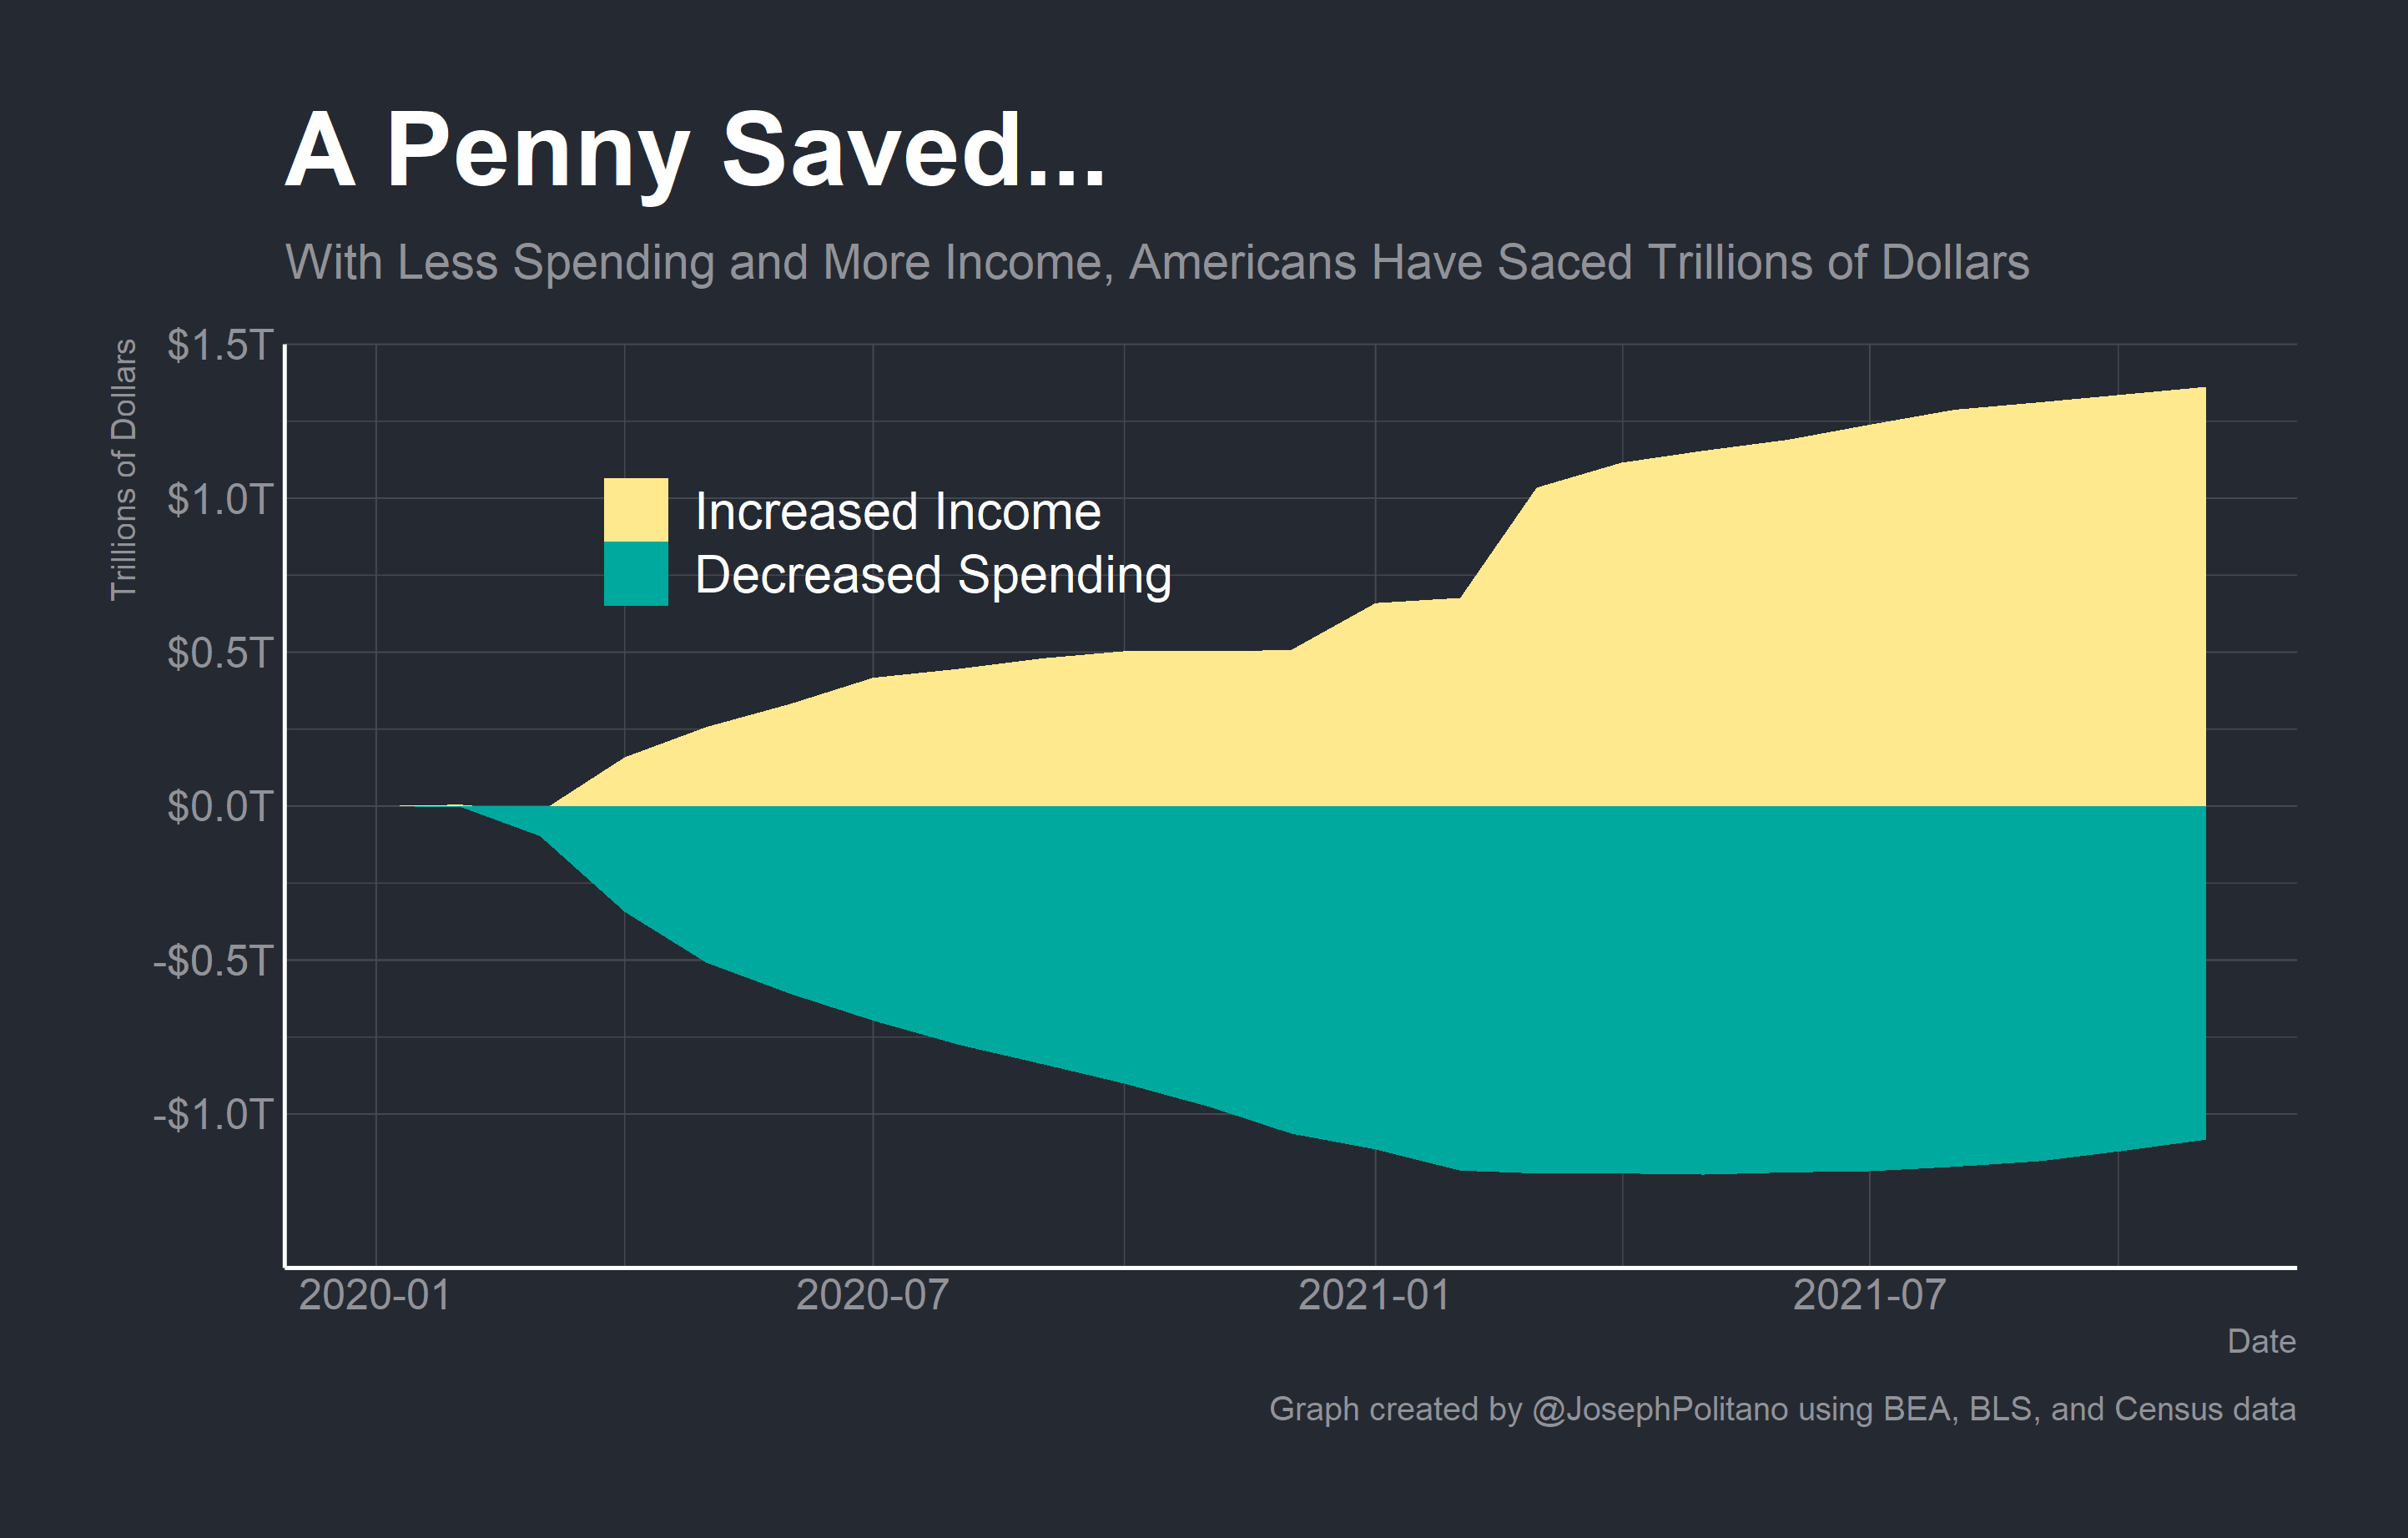 A Penny Saved...
With Less Spending and More Income, Americans Have Saced Trillions of Dollars
Trillions of Dollars
$1.5T
$1.0T
$0.5T
$0.0T
-$0.5T
-$1.0T
Increased Income
Decreased Spending
2020-01
2020-07
2021-01
2021-07
Date
Graph created by @JosephPolitano using BEA, BLS, and Census data